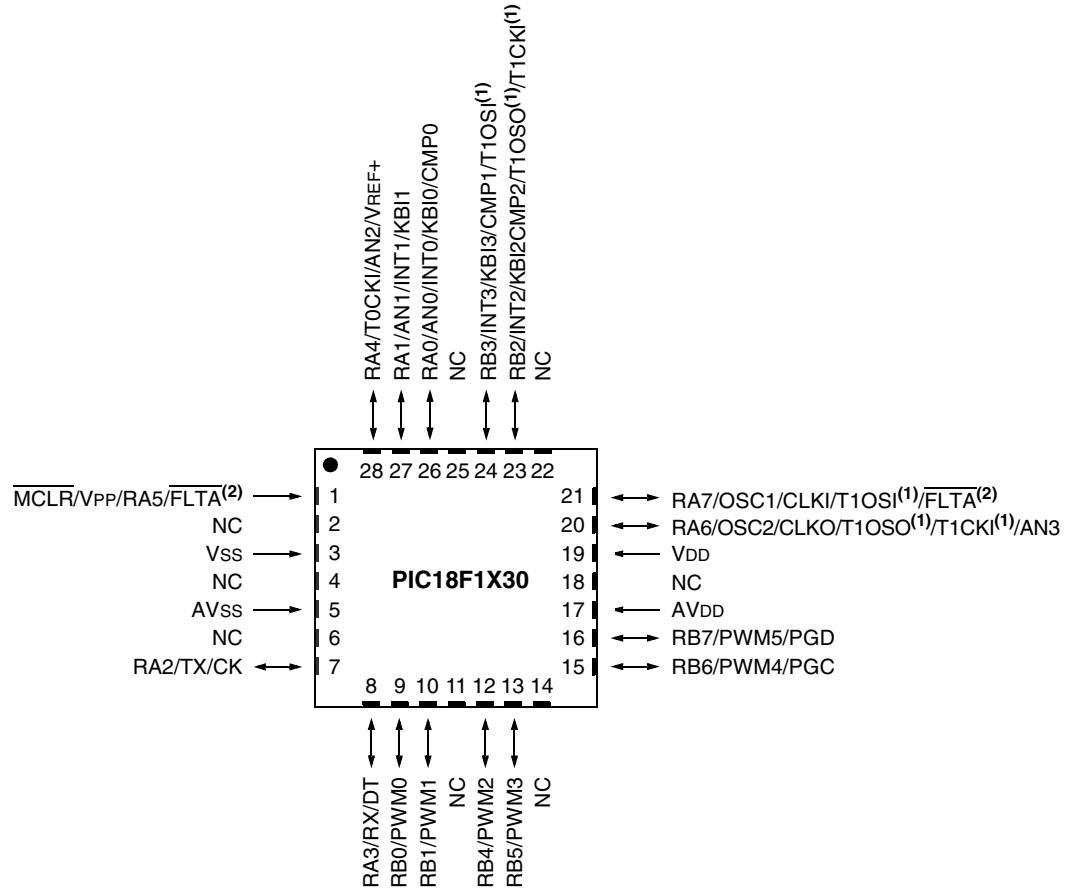 RA4/T0CKI/AN2/VREF+
RA1/AN1/INT1/KBI1
RA0/AN0/INT0/KBI0/CMP0
NC
RB3/INT3/KBI3/CMP1/T1OSI(1)
RB2/INT2/KBI2CMP2/T1OSO(1)/T1CKI(1)
NC
28 27 26 25 24 23 22
MCLR/VPP/RA5/FLTA(2) 1
NC 2
VSS 3
NC 4
AVSS 5
NC 6
RA2/TX/CK 7
PIC18F1X30
21 RA7/OSC1/CLKI/T1OSI(1)/FLTA(2)
20 RA6/OSC2/CLKO/T1OSO(1)/T1CKI(1)/AN3
19 VDD
18 NC
17 AVDD
16 RB7/PWM5/PGD
15 RB6/PWM4/PGC
8 9 10 11 12 13 14
RA3/RX/DT
RB0/PWM0
RB1/PWM1
NC
RB4/PWM2
RB5/PWM3
NC